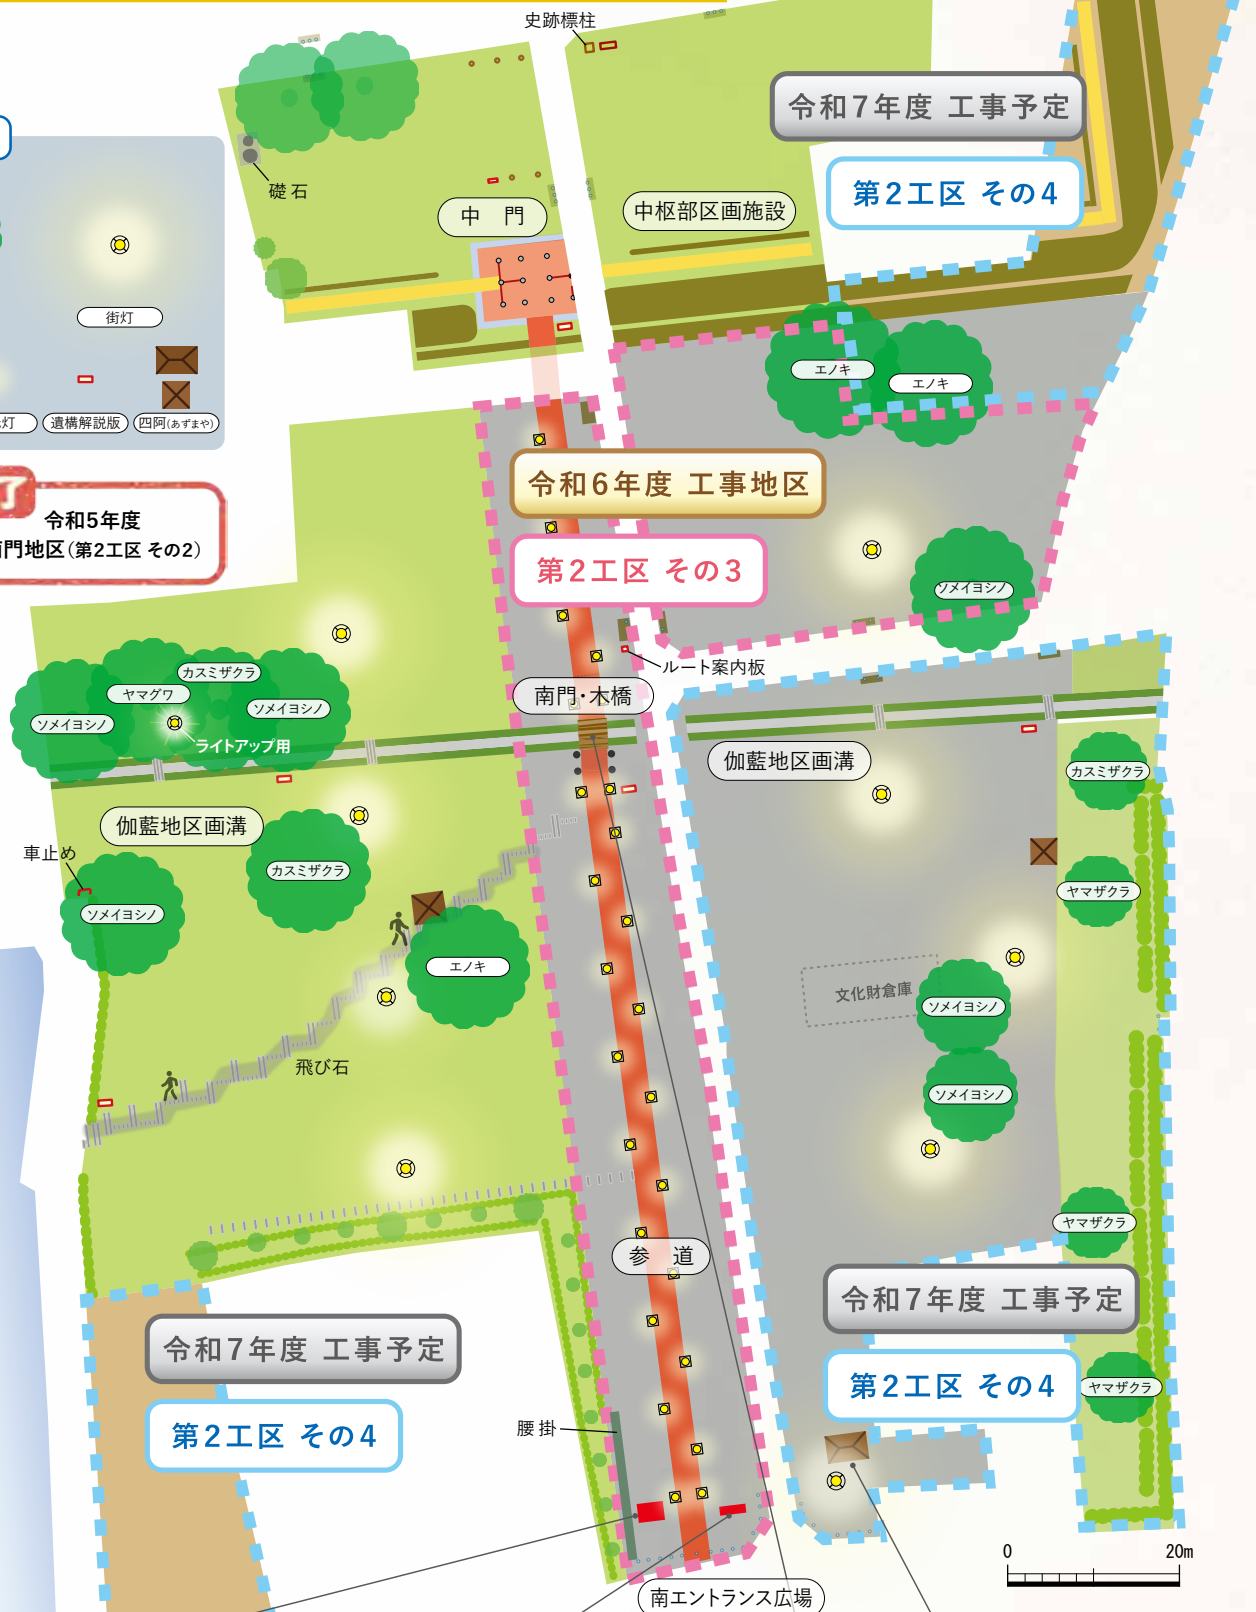 史跡標柱
令和7年度 工事予定
第2工区 その4
礎石
中 門
中枢部区画施設
街灯
灯
遺構解説版
四阿(あずまや)
エノキ
エノキ
了
令和5年度
門地区(第2工区 その2)
令和6年度 工事地区
第2工区 その3
ソメイヨシノ
ルート案内板
南門・木橋
カスミザクラ
ヤマグワ
ソメイヨシノ
ソメイヨシノ
ライトアップ用
伽藍地区画溝
カスミザクラ
伽藍地区画溝
車止め
カスミザクラ
ソメイヨシノ
ヤマザクラ
エノキ
文化財倉庫
ソメイヨシノ
飛び石
ソメイヨシノ
ヤマザクラ
参 道
令和7年度 工事予定
第2工区 その4
令和7年度 工事予定
第2工区 その4
ヤマザクラ
腰掛
0 20m
南エントランス広場